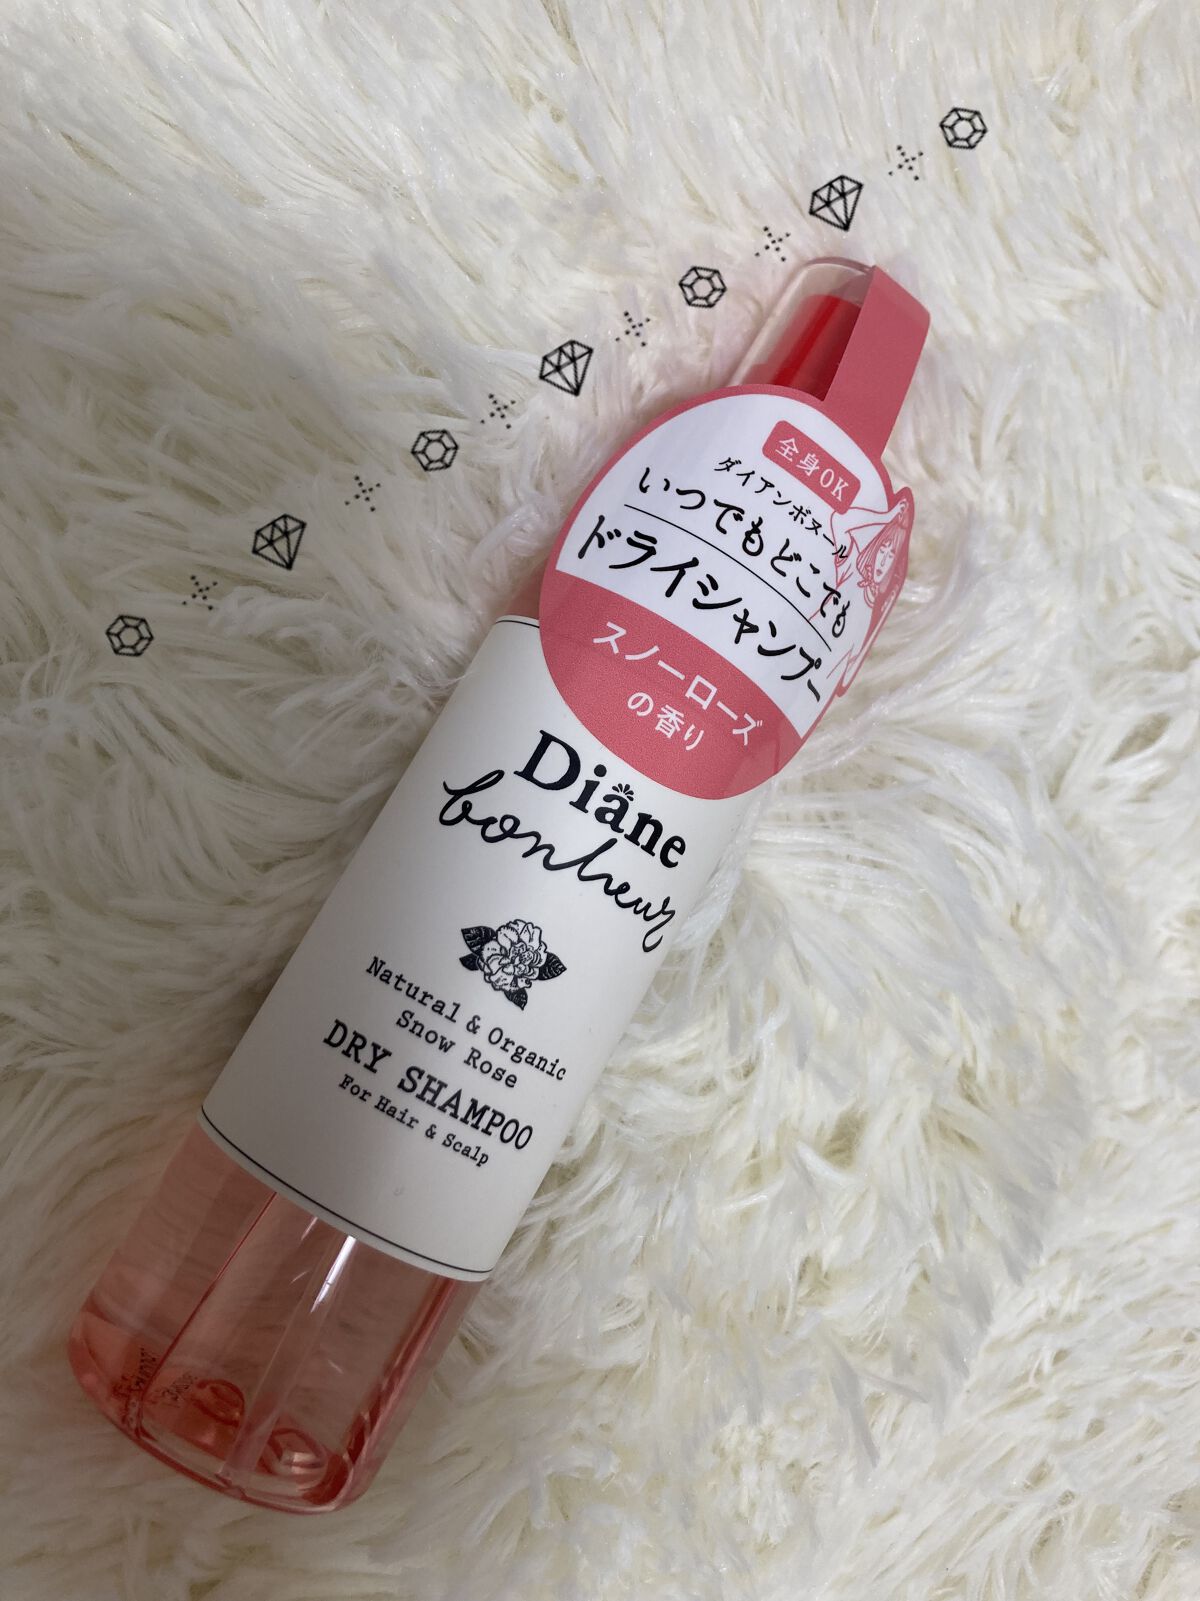 全身OK
ダイアンボヌール
いつでもどこでも
ドライシャンプー
スノーローズ
の香り
Diane
bonheur
Natural & Organic
Snow Rose
DRY SHAMPOO
For Hair & Scalp